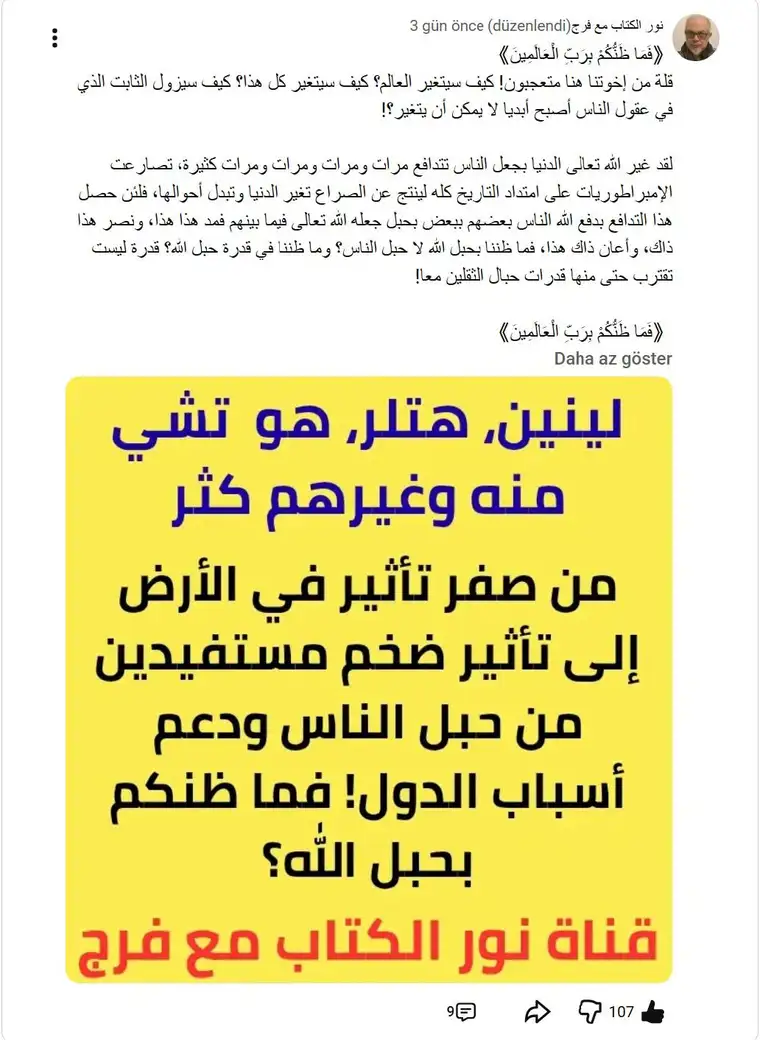 نور الكتاب مع فرج(düzenlendi) 3 gün önce
《فَمَا ظَنُّكُمْ بِرَبِّ الْعَالَمِينَ》
قلة من إخوتنا هنا متعجبون! كيف سيتغير العالم؟ كيف سيتغير كل هذا؟ كيف سيزول الثابت الذي
في عقول الناس أصبح أبديا لا يمكن أن يتغير؟!
لقد غير الله تعالى الدنيا بجعل الناس تتدافع مرات ومرات ومرات ومرات كثيرة، تصارعت
الإمبراطوريات على امتداد التاريخ كله لينتج عن الصراع تغير الدنيا وتبدل أحوالها، فلئن حصل
هذا التدافع بدفع الله الناس بعضهم ببعض بحبل جعله الله تعالى فيما بينهم فمد هذا هذا، ونصر هذا
ذاك، وأعان ذاك هذا، فما ظننا بحبل الله لا حبل الناس؟ وما ظننا في قدرة حبل الله؟ قدرة ليست
تقترب حتى منها قدرات حبال الثقلين معا!
《فَمَا ظَنُّكُمْ بِرَبِّ الْعَالَمِينَ》
Daha az göster
لينين, هتلر, هو تشي
منه وغيرهم كثر
من صفر تأثير في الأرض
إلى تأثير ضخم مستفيدين
من حبل الناس ودعم
أسباب الدول! فما ظنكم
بحبل الله؟
قناة نور الكتاب مع فرج
107
9